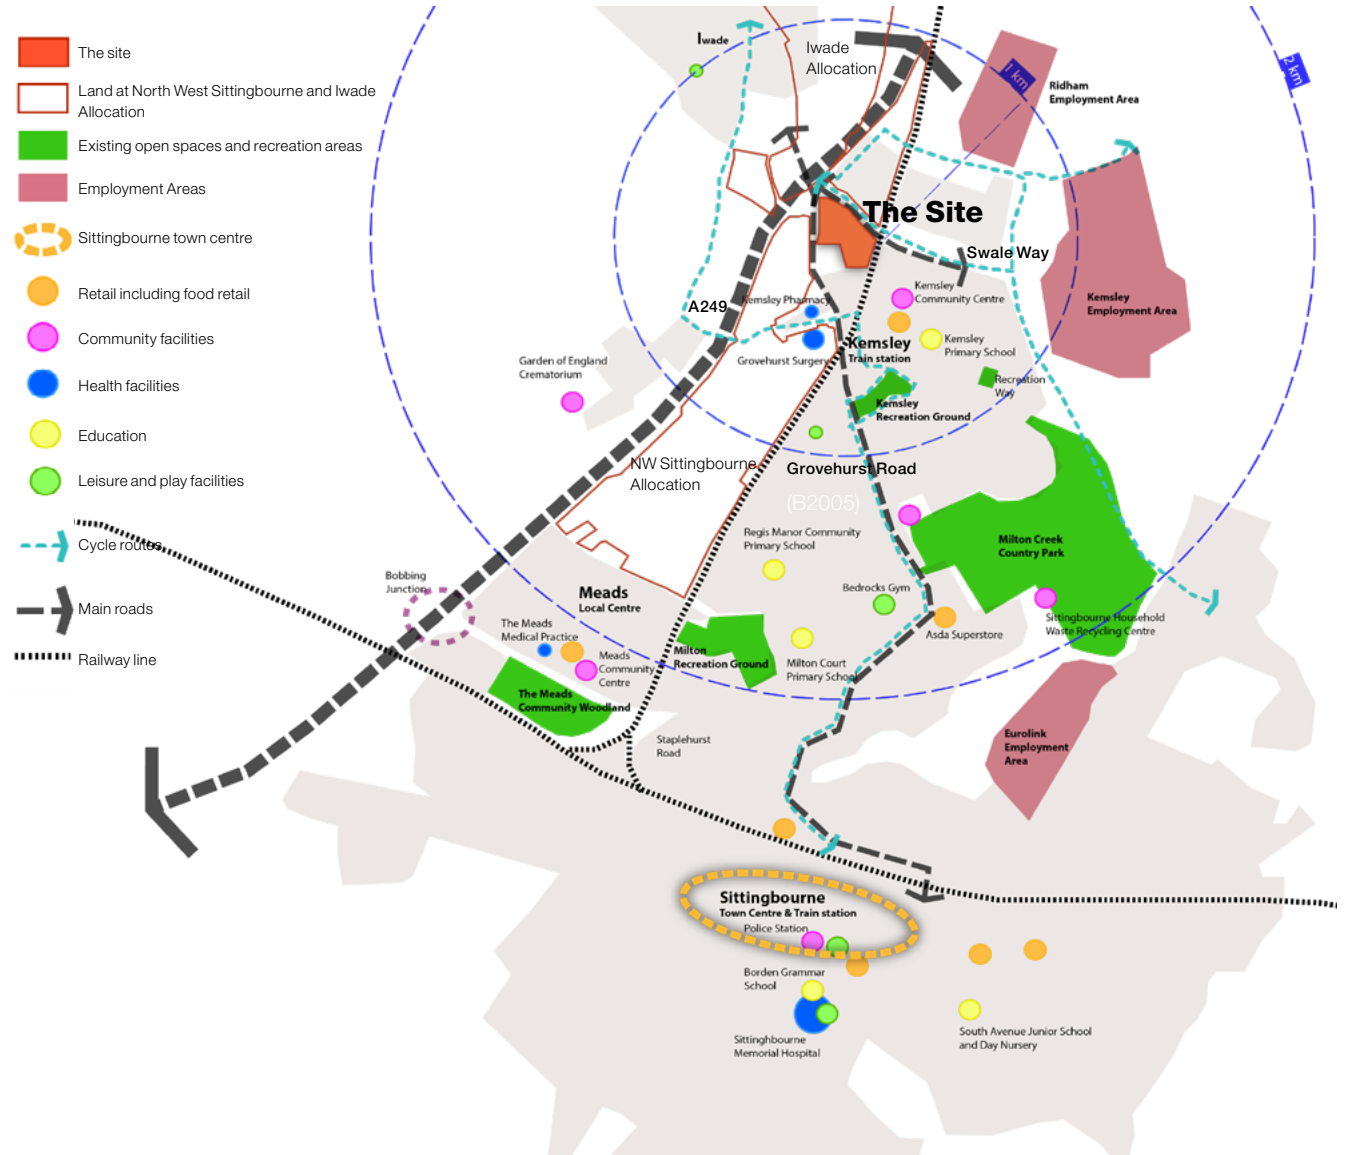 The site
Land at North West Sittingbourne and Iwade
Allocation
Existing open spaces and recreation areas
Employment Areas
Sittingbourne town centre
Retail including food retail
Community facilities
Health facilities
Education
Leisure and play facilities
Cycle routes
Main roads
Railway line
Iwade
Iwade
Allocation
1 km
2 km
Ridham
Employment Area
The Site
Swale Way
Kemsley
Employment Area
A249
Kemsley Pharmacy
Kemsley
Community Centre
Grovehurst Surgery
Kemsley
Train station
Kemsley
Primary School
Garden of England
Crematorium
Recreation
Way
Kemsley
Recreation Ground
NW Sittingbourne
Allocation
Grovehurst Road
(B2005)
Regis Manor Community
Primary School
Milton Creek
Country Park
Bobbing
Junction
Meads
Local Centre
Bedrocks Gym
The Meads
Medical Practice
Asda Superstore
Sittingbourne Household
Waste Recycling Centre
Meads
Community
Centre
Milton
Recreation Ground
Milton Court
Primary School
The Meads
Community Woodland
Staplehurst
Road
Eurolink
Employment
Area
Sittingbourne
Town Centre & Train station
Police Station
Borden Grammar
School
Sittinghbourne
Memorial Hospital
South Avenue Junior School
and Day Nursery